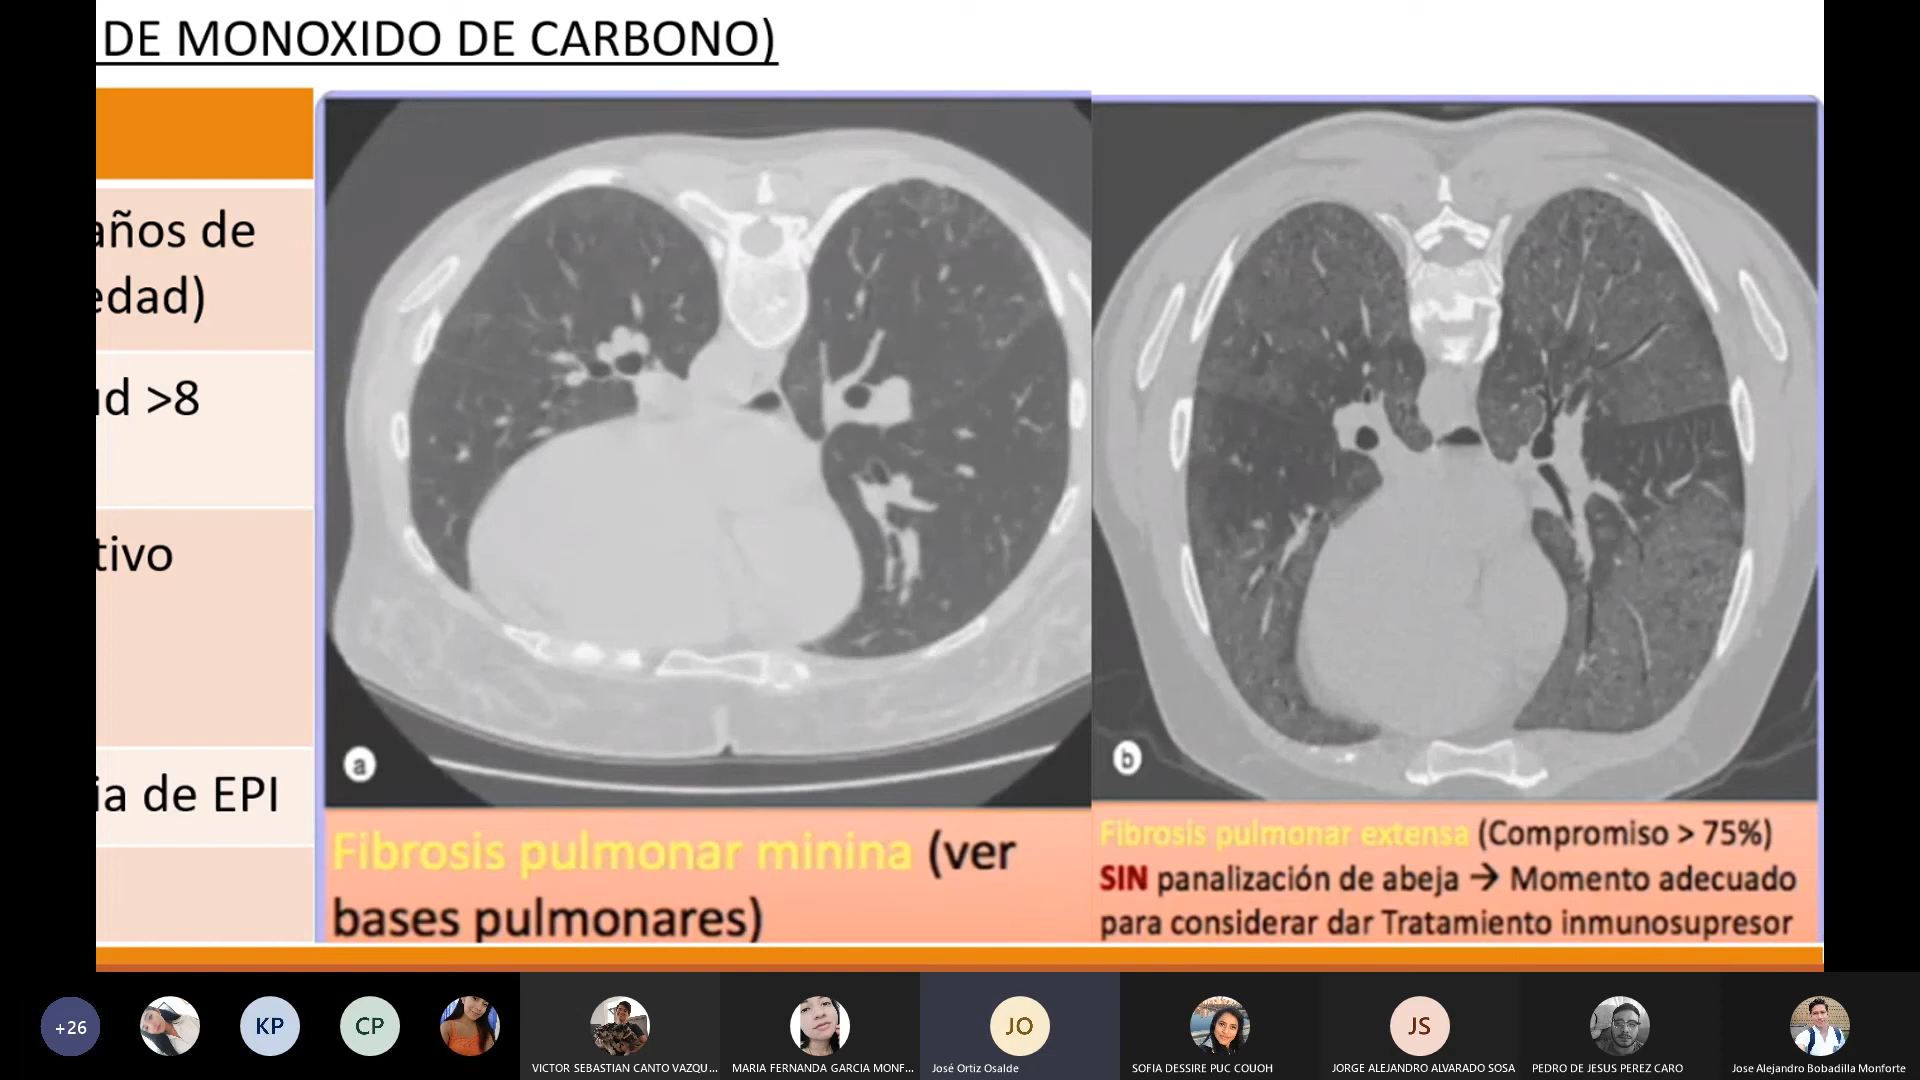 DE MONOXIDO DE CARBONO)
años de
edad)
ud >8
tivo
ia de EPI
a
b
Fibrosis pulmonar minina (ver
bases pulmonares)
Fibrosis pulmonar extensa (Compromiso > 75%)
SIN panalización de abeja → Momento adecuado
para considerar dar Tratamiento inmunosupresor
+26
KP
CP
JO
JS
VICTOR SEBASTIAN CANTO VAZQU...
MARIA FERNANDA GARCIA MONF...
José Ortiz Osalde
SOFIA DESSIRE PUC COUOH
JORGE ALEJANDRO ALVARADO SOSA
PEDRO DE JESUS PEREZ CARO
Jose Alejandro Bobadilla Monforte